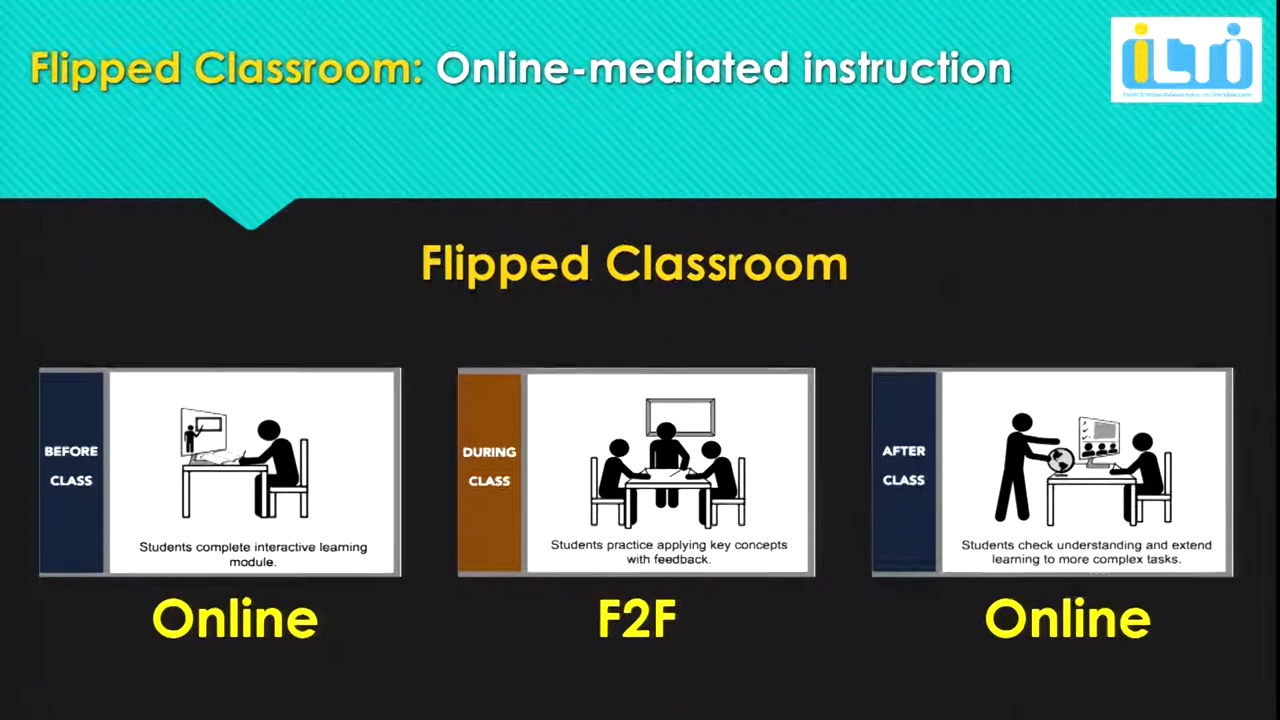 Flipped Classroom: Online-mediated instruction
iLTi
Flipped Classroom
BEFORE
CLASS
Students complete interactive learning
module.
DURING
CLASS
Students practice applying key concepts
with feedback.
AFTER
CLASS
Students check understanding and extend
learning to more complex tasks.
Online
F2F
Online